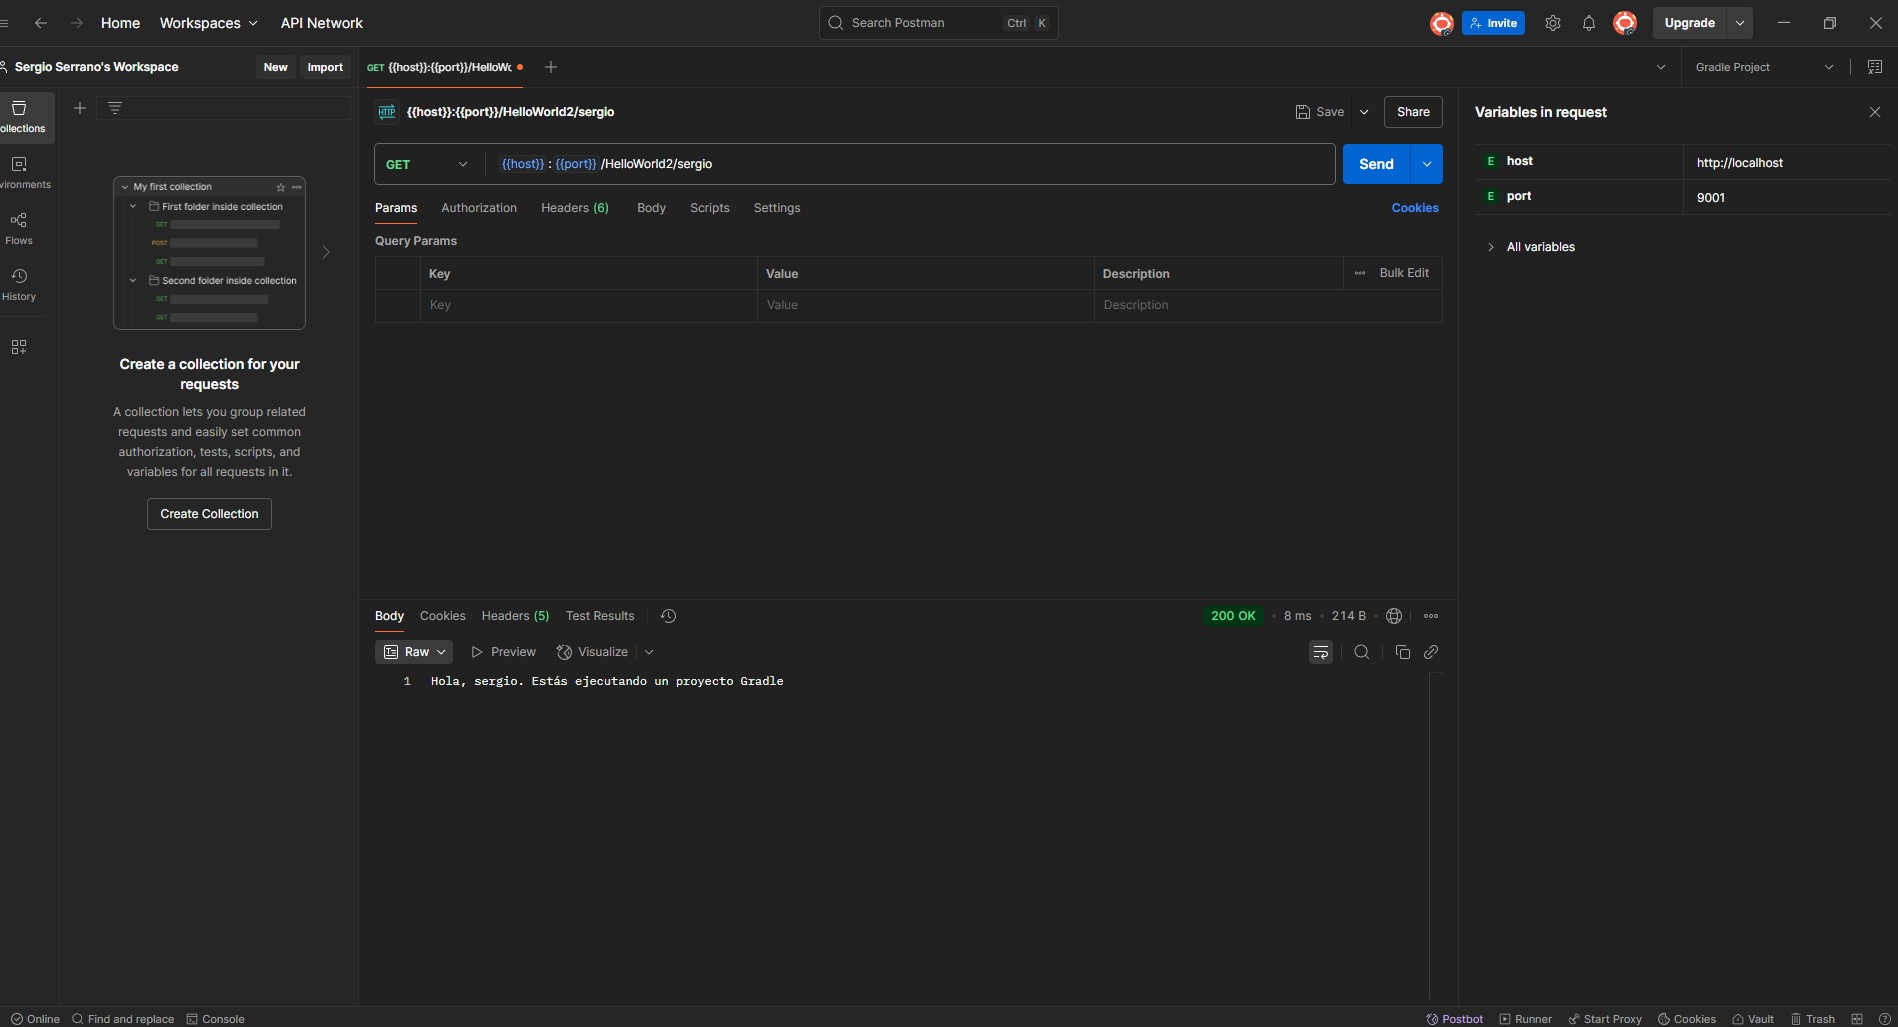 Home Workspaces API Network
Search Postman Ctrl K
Invite Upgrade
Sergio Serrano's Workspace New Import
GET {{host}}:{{port}}/HelloWc
Gradle Project
ollections
vironments
Flows
History
My first collection
First folder inside collection
GET
POST
GET
Second folder inside collection
GET
GET
Create a collection for your
requests
A collection lets you group related
requests and easily set common
authorization, tests, scripts, and
variables for all requests in it.
Create Collection
HTTP {{host}}:{{port}}/HelloWorld2/sergio
Save Share
GET {{host}} : {{port}} /HelloWorld2/sergio Send
Params Authorization Headers (6) Body Scripts Settings Cookies
Query Params
Key Value Description Bulk Edit
Key Value Description
Body Cookies Headers (5) Test Results 200 OK 8 ms 214 B
Raw Preview Visualize
1 Hola, sergio. Estás ejecutando un proyecto Gradle
Variables in request
E host http://localhost
E port 9001
All variables
Online Find and replace Console Postbot Runner Start Proxy Cookies Vault Trash